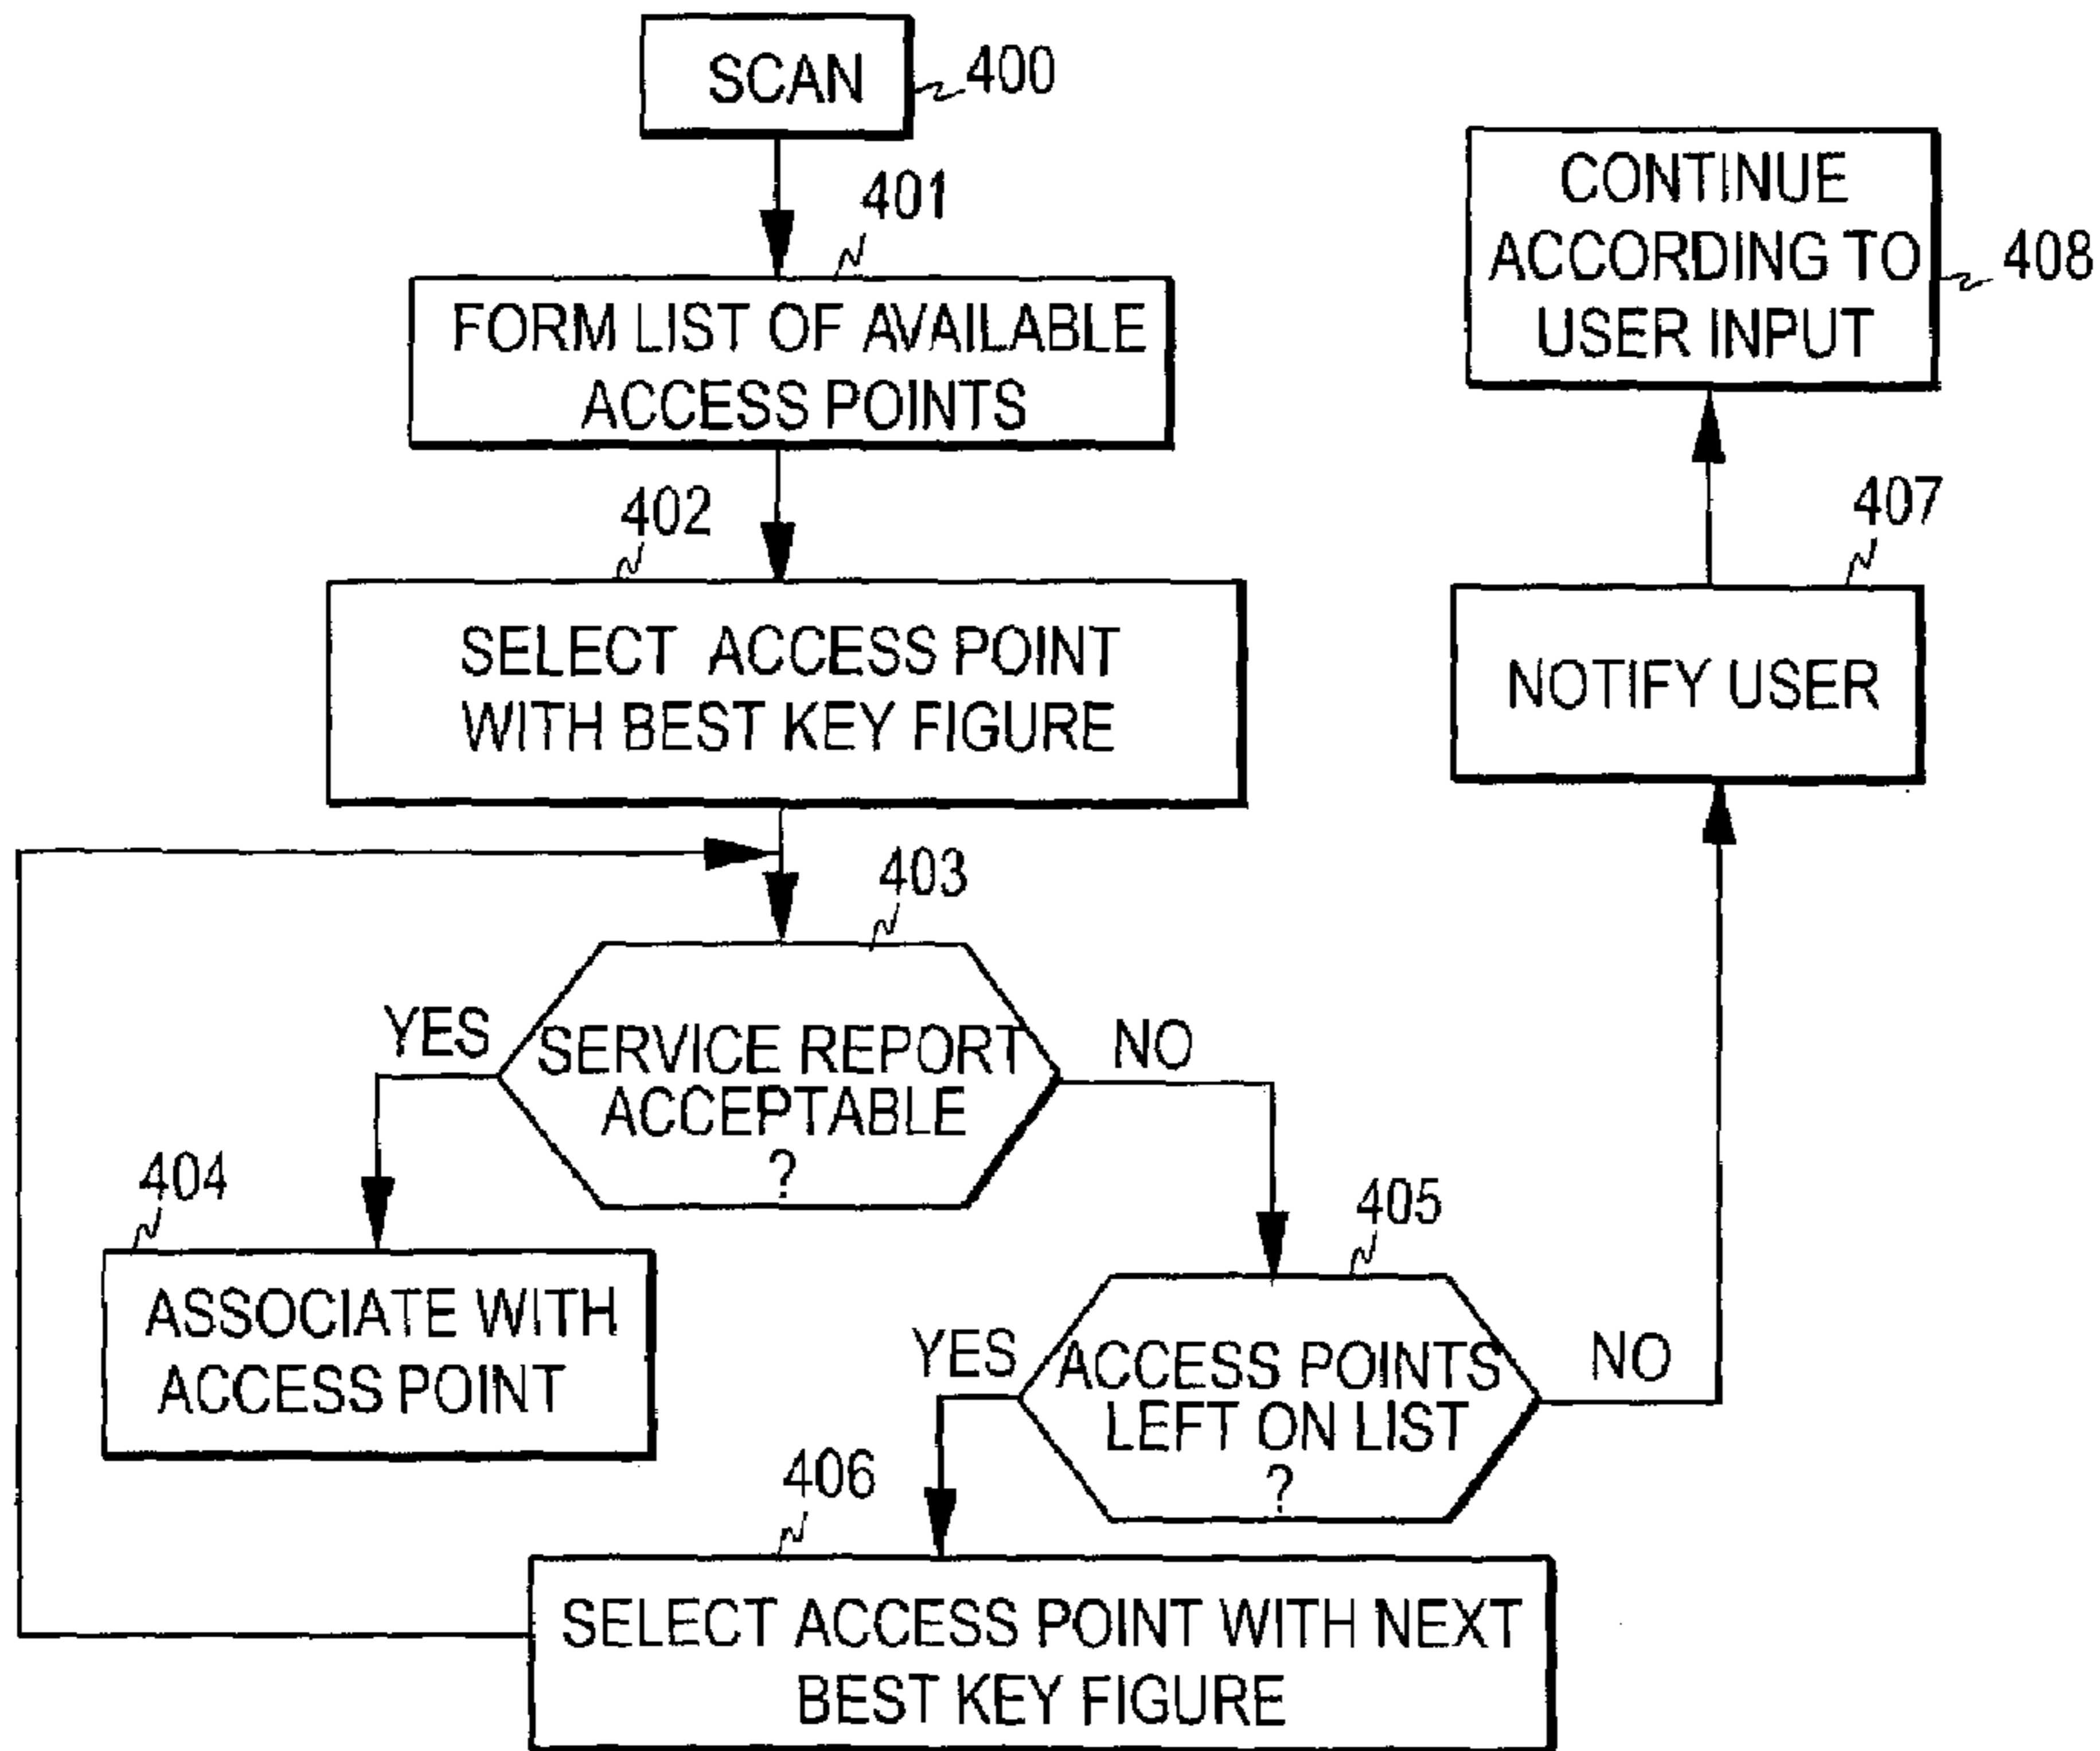 SCAN
400
401
FORM LIST OF AVAILABLE
ACCESS POINTS
402
SELECT ACCESS POINT
WITH BEST KEY FIGURE
403
SERVICE REPORT
ACCEPTABLE
?
YES
NO
404
ASSOCIATE WITH
ACCESS POINT
405
ACCESS POINTS
LEFT ON LIST
?
YES
NO
406
SELECT ACCESS POINT WITH NEXT
BEST KEY FIGURE
407
NOTIFY USER
CONTINUE
ACCORDING TO
USER INPUT
408